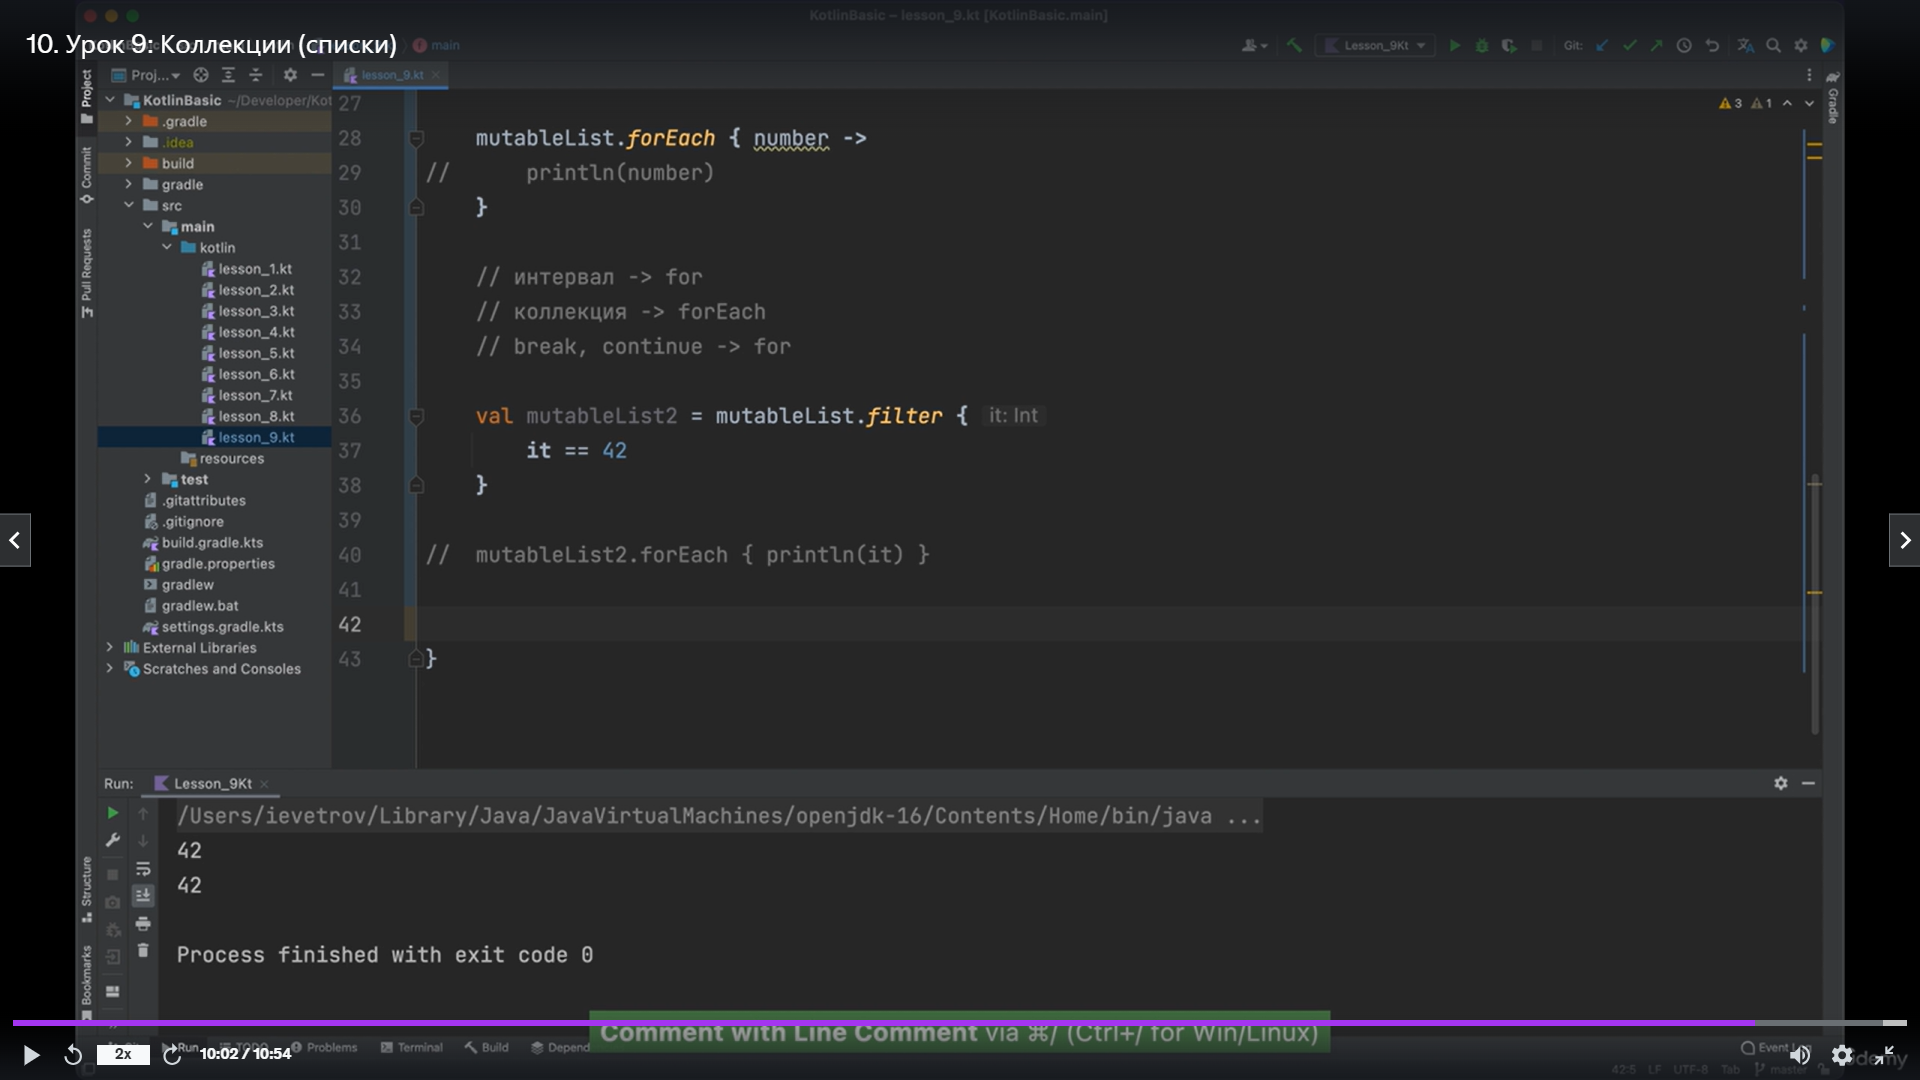 KotlinBasic – lesson_9.kt [KotlinBasic.main]
10. Урок 9: Коллекции (списки)
main
Lesson_9Kt
Git:
Project
Proj...
lesson_9.kt
Gradle
KotlinBasic ~/Developer/Kot
.gradle
.idea
build
gradle
src
main
kotlin
lesson_1.kt
lesson_2.kt
lesson_3.kt
lesson_4.kt
lesson_5.kt
lesson_6.kt
lesson_7.kt
lesson_8.kt
lesson_9.kt
resources
test
.gitattributes
.gitignore
build.gradle.kts
gradle.properties
gradlew
gradlew.bat
settings.gradle.kts
External Libraries
Scratches and Consoles
Commit
Pull Requests
3 1
27
28 mutableList.forEach { number ->
29 // println(number)
30 }
31
32 // интервал -> for
33 // коллекция -> forEach
34 // break, continue -> for
35
36 val mutableList2 = mutableList.filter { it: Int
37 it == 42
38 }
39
40 // mutableList2.forEach { println(it) }
41
42
43 }
Run: Lesson_9Kt
/Users/ievetrov/Library/Java/JavaVirtualMachines/openjdk-16/Contents/Home/bin/java ...
42
42
Process finished with exit code 0
Structure
Bookmarks
Comment with Line Comment via ⌘/ (Ctrl+/ for Win/Linux)
2x
10:02 / 10:54
Run
TODO
Problems
Terminal
Build
Depend
Event Log
42:5 LF UTF-8 Tab master